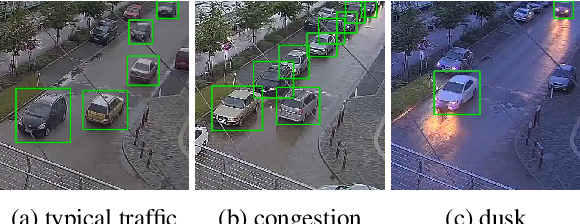 (a) typical traffic
(b) congestion
(c) dusk